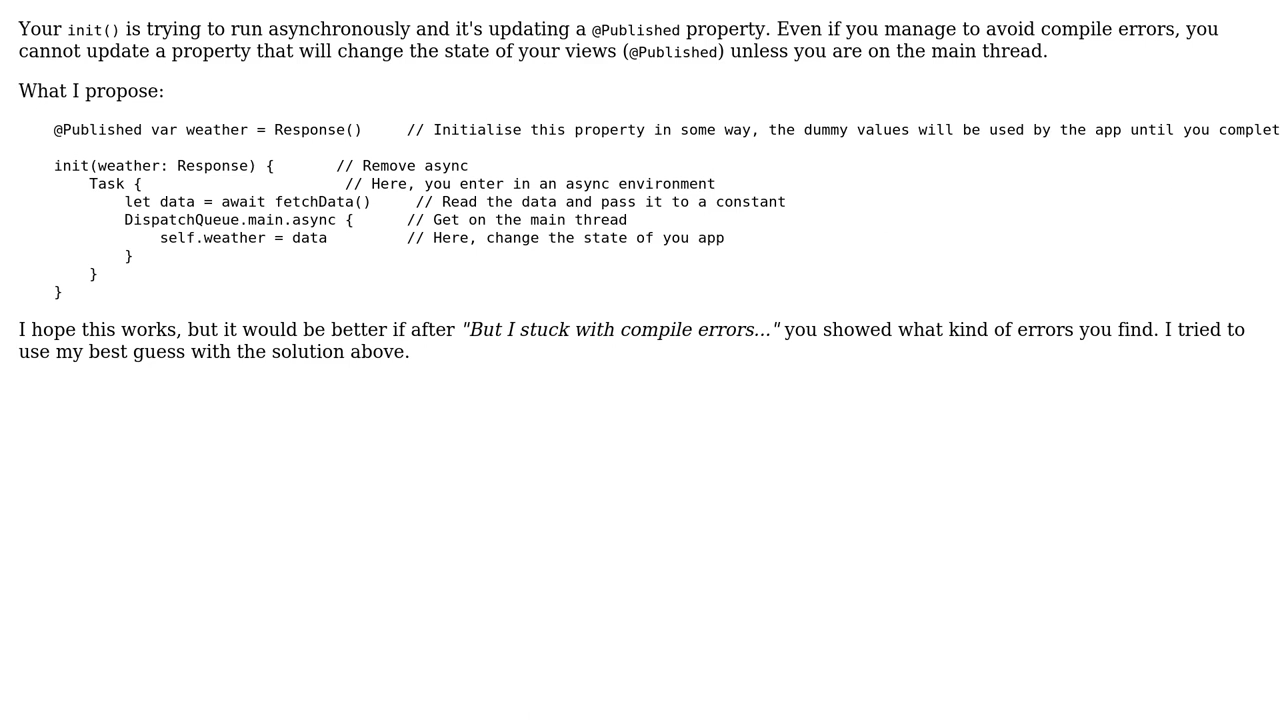 Your init() is trying to run asynchronously and it's updating a @Published property. Even if you manage to avoid compile errors, you
cannot update a property that will change the state of your views (@Published) unless you are on the main thread.
What I propose:
@Published var weather = Response()     // Initialise this property in some way, the dummy values will be used by the app until you complet
init(weather: Response) {       // Remove async
    Task {                       // Here, you enter in an async environment
        let data = await fetchData()     // Read the data and pass it to a constant
        DispatchQueue.main.async {      // Get on the main thread
            self.weather = data         // Here, change the state of you app
        }
    }
}
I hope this works, but it would be better if after "But I stuck with compile errors..." you showed what kind of errors you find. I tried to
use my best guess with the solution above.